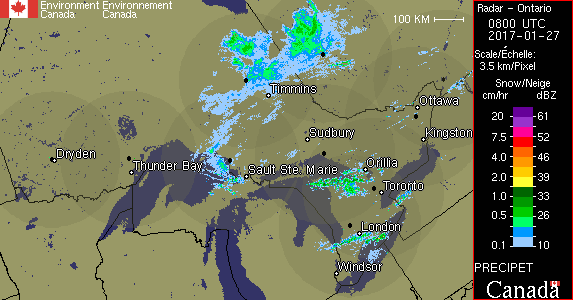 Environment Environnement
Canada Canada
100 KM
Timmins
Ottawa
Sudbury
Kingston
Dryden
Thunder Bay
Sault Ste. Marie
Orillia
Toronto
London
Windsor
Radar - Ontario
0800 UTC
2017-01-27
Scale/Échelle:
3.5 km/Pixel
Snow/Neige
cm/hr dBZ
20 61
7.5 57
5.0 52
4.0 46
2.0 39
1.0 33
0.5 26
0.1 10
PRECIPET
Canada